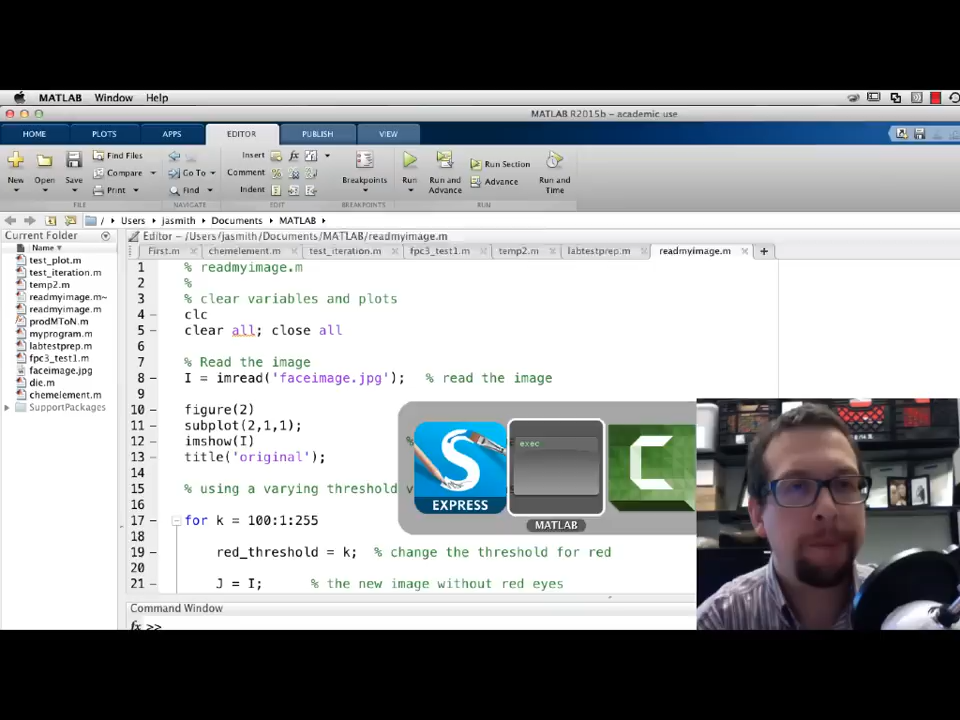 MATLAB Window Help
MATLAB R2015b - academic use
HOME PLOTS APPS EDITOR PUBLISH VIEW
New Open Save Find Files Compare Print
Go To Find
Insert Comment Indent
fx
Breakpoints
Run Run and Advance Run Section Advance Run and Time
FILE NAVIGATE EDIT BREAKPOINTS RUN
/ Users jasmith Documents MATLAB
Current Folder
Name
test_plot.m
test_iteration.m
temp2.m
readmyimage.m~
readmyimage.m
prodMToN.m
myprogram.m
labtestprep.m
fpc3_test1.m
faceimage.jpg
die.m
chemelement.m
SupportPackages
Editor - /Users/jasmith/Documents/MATLAB/readmyimage.m
First.m chemelement.m test_iteration.m fpc3_test1.m temp2.m labtestprep.m readmyimage.m
1 % readmyimage.m
2 %
3 % clear variables and plots
4 clc
5 clear all; close all
6
7 % Read the image
8 I = imread('faceimage.jpg'); % read the image
9
10 figure(2)
11 subplot(2,1,1);
12 imshow(I) %
13 title('original');
14
15 % using a varying threshold
16
17 for k = 100:1:255
18
19 red_threshold = k; % change the threshold for red
20
21 J = I; % the new image without red eyes
EXPRESS
exec
MATLAB
C
Command Window
fx >>